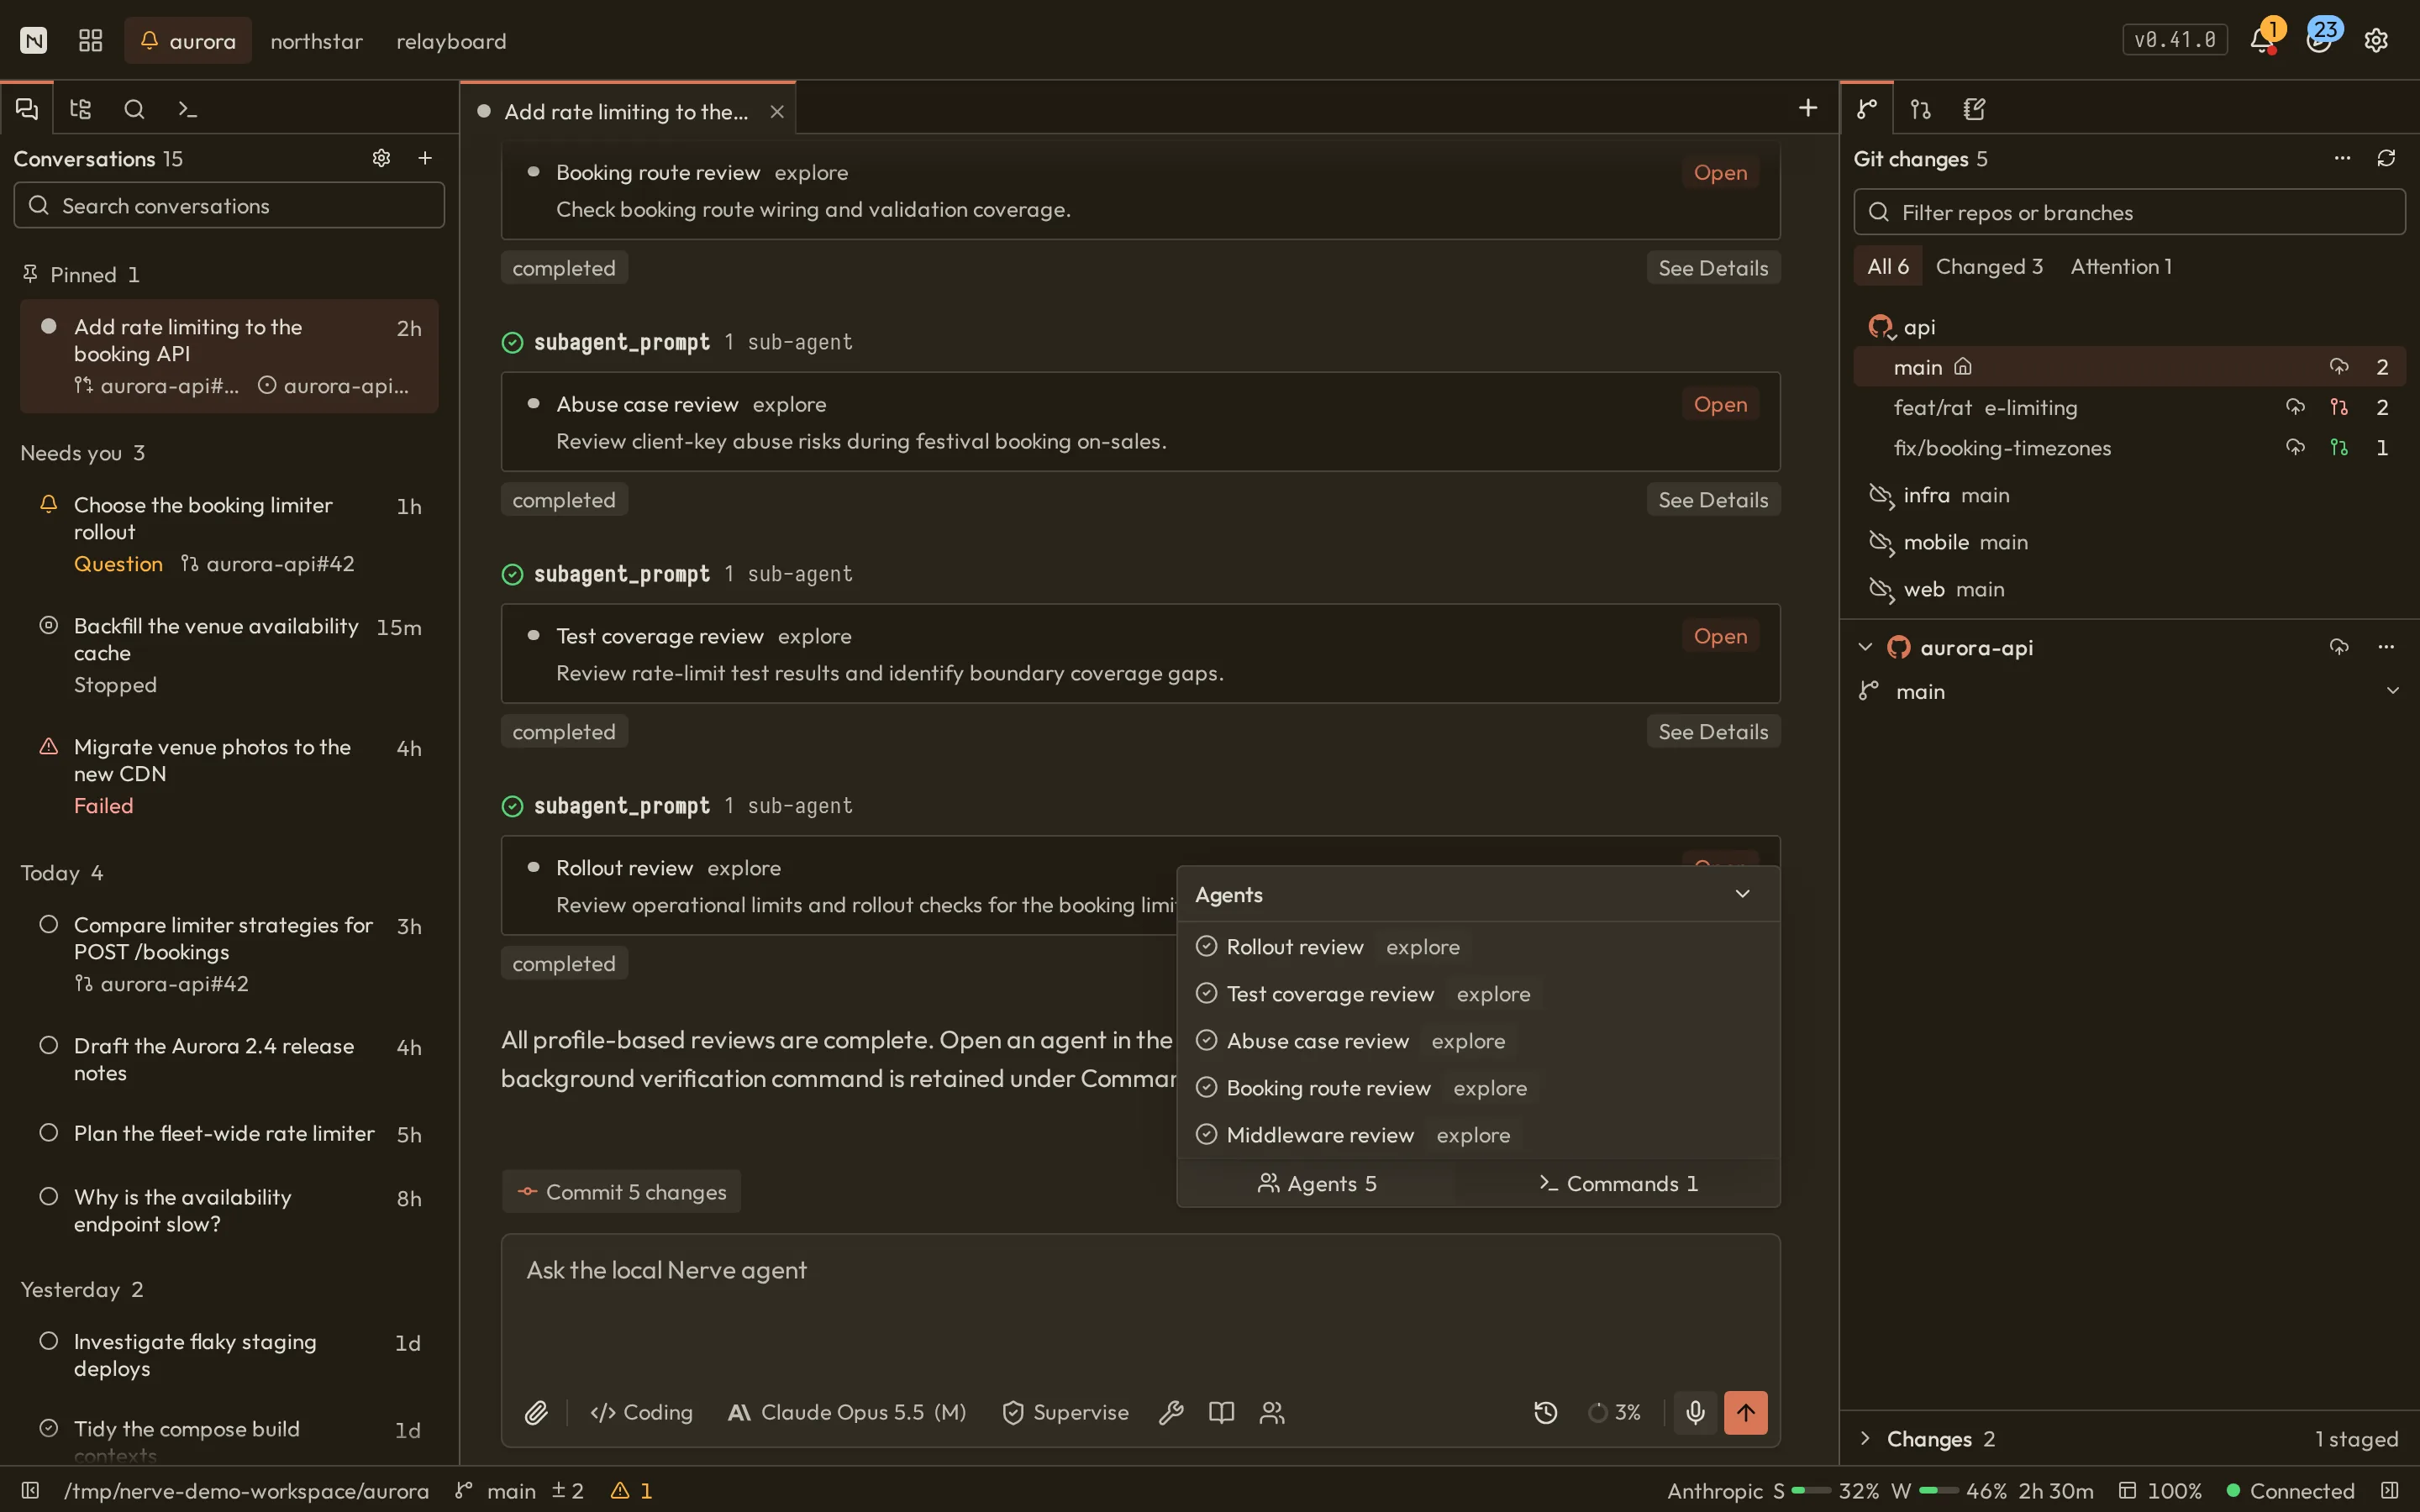 aurora
northstar
relayboard
v0.41.0
1
23
Conversations 15
Search conversations
Pinned 1
Add rate limiting to the
booking API
2h
aurora-api#...
aurora-api...
Needs you 3
Choose the booking limiter
rollout
1h
Question
aurora-api#42
Backfill the venue availability
cache
15m
Stopped
Migrate venue photos to the
new CDN
4h
Failed
Today 4
Compare limiter strategies for
POST /bookings
3h
aurora-api#42
Draft the Aurora 2.4 release
notes
4h
Plan the fleet-wide rate limiter
5h
Why is the availability
endpoint slow?
8h
Yesterday 2
Investigate flaky staging
deploys
1d
Tidy the compose build
contexts
1d
Add rate limiting to the...
Booking route review explore
Open
Check booking route wiring and validation coverage.
completed
See Details
subagent_prompt 1 sub-agent
Abuse case review explore
Open
Review client-key abuse risks during festival booking on-sales.
completed
See Details
subagent_prompt 1 sub-agent
Test coverage review explore
Open
Review rate-limit test results and identify boundary coverage gaps.
completed
See Details
subagent_prompt 1 sub-agent
Rollout review explore
Review operational limits and rollout checks for the booking limi
completed
All profile-based reviews are complete. Open an agent in the
background verification command is retained under Comman
Agents
Rollout review explore
Test coverage review explore
Abuse case review explore
Booking route review explore
Middleware review explore
Agents 5
Commands 1
Commit 5 changes
Ask the local Nerve agent
Coding
Claude Opus 5.5 (M)
Supervise
3%
Git changes 5
Filter repos or branches
All 6
Changed 3
Attention 1
api
main
2
feat/rat e-limiting
2
fix/booking-timezones
1
infra main
mobile main
web main
aurora-api
main
Changes 2
1 staged
/tmp/nerve-demo-workspace/aurora
main ±2
1
Anthropic S 32% W 46% 2h 30m
100%
Connected